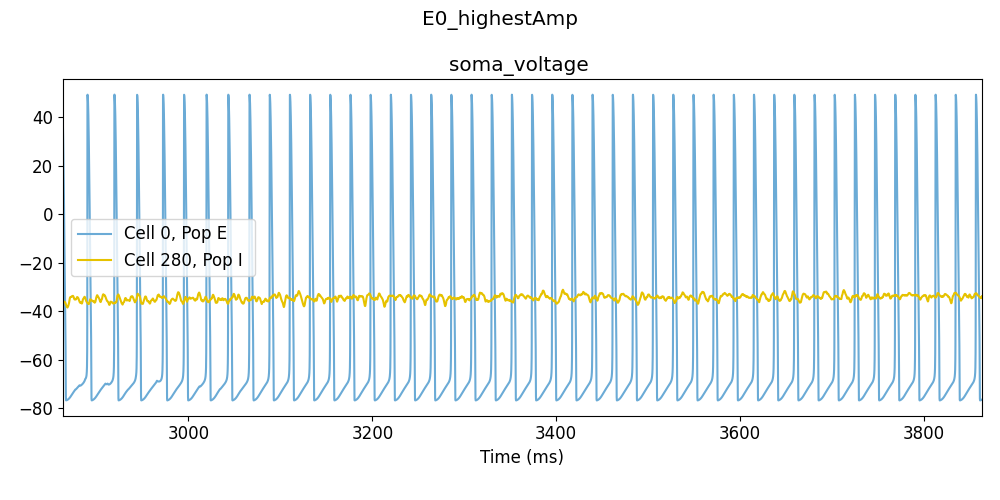 E0_highestAmp
soma_voltage
40
20
0
−20
−40
−60
−80
Cell 0, Pop E
Cell 280, Pop I
3000 3200 3400 3600 3800
Time (ms)